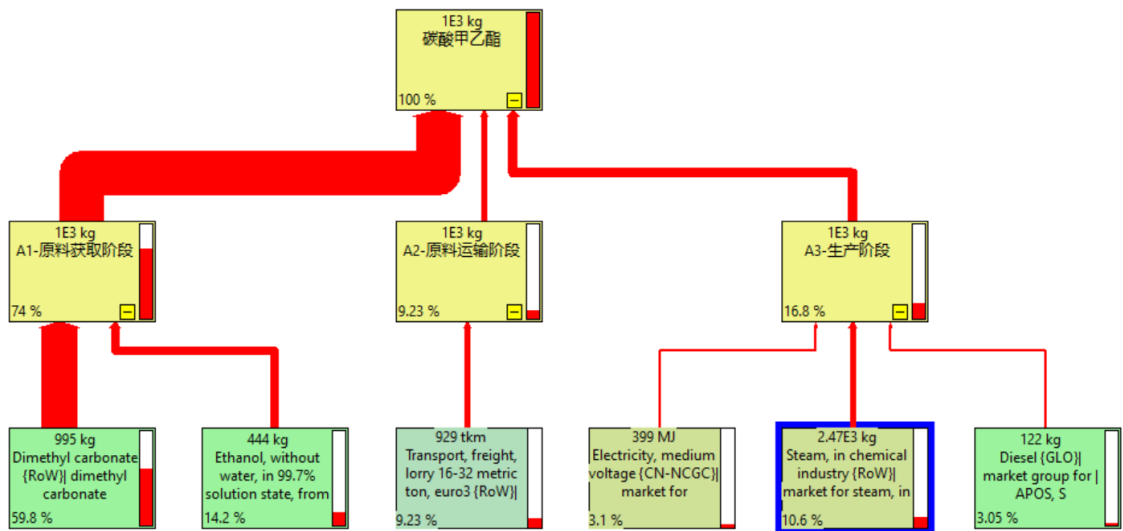 1E3 kg
碳酸甲乙酯
100 %
1E3 kg
A1-原料获取阶段
74 %
1E3 kg
A2-原料运输阶段
9.23 %
1E3 kg
A3-生产阶段
16.8 %
995 kg
Dimethyl carbonate
{RoW}| dimethyl
carbonate
59.8 %
444 kg
Ethanol, without
water, in 99.7%
solution state, from
14.2 %
929 tkm
Transport, freight,
lorry 16-32 metric
ton, euro3 {RoW}|
9.23 %
399 MJ
Electricity, medium
voltage {CN-NCGC}|
market for
3.1 %
2.47E3 kg
Steam, in chemical
industry {RoW}|
market for steam, in
10.6 %
122 kg
Diesel {GLO}|
market group for |
APOS, S
3.05 %